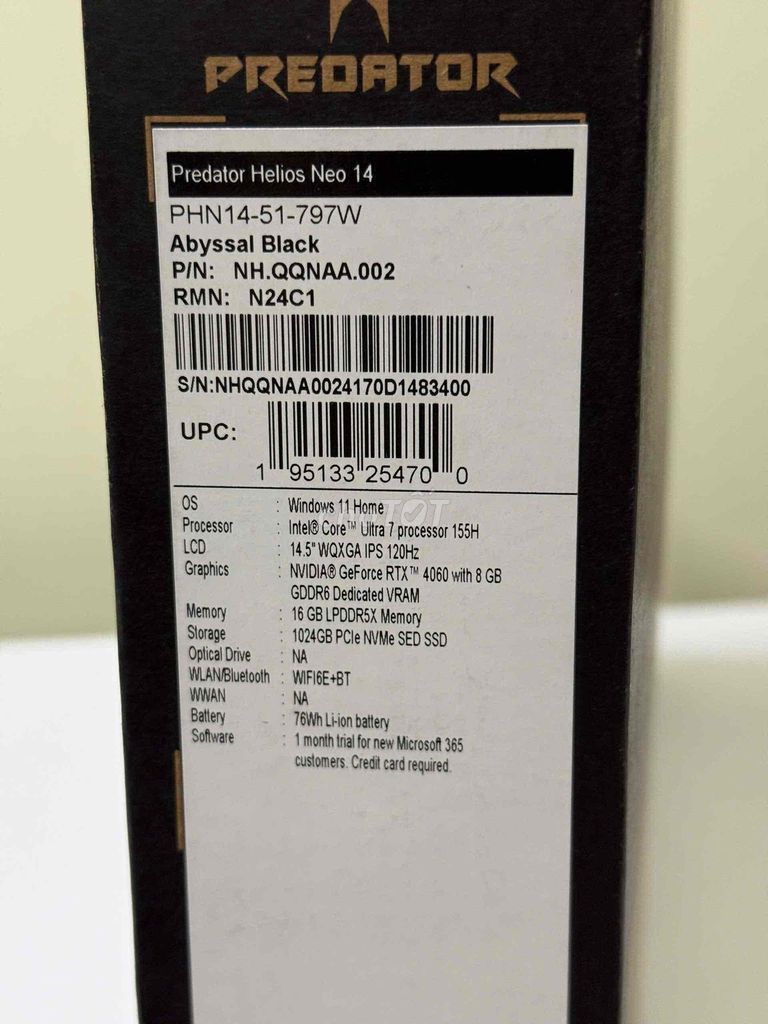 PREDATOR
Predator Helios Neo 14
PHN14-51-797W
Abyssal Black
P/N: NH.QQNAA.002
RMN: N24C1
S/N:NHQQNAA0024170D1483400
UPC:
1 95133 25470 0
OS : Windows 11 Home
Processor : Intel® Core™ Ultra 7 processor 155H
LCD : 14.5" WQXGA IPS 120Hz
Graphics : NVIDIA® GeForce RTX™ 4060 with 8 GB
GDDR6 Dedicated VRAM
Memory : 16 GB LPDDR5X Memory
Storage : 1024GB PCIe NVMe SED SSD
Optical Drive : NA
WLAN/Bluetooth : WIFI6E+BT
WWAN : NA
Battery : 76Wh Li-ion battery
Software : 1 month trial for new Microsoft 365
customers. Credit card required.